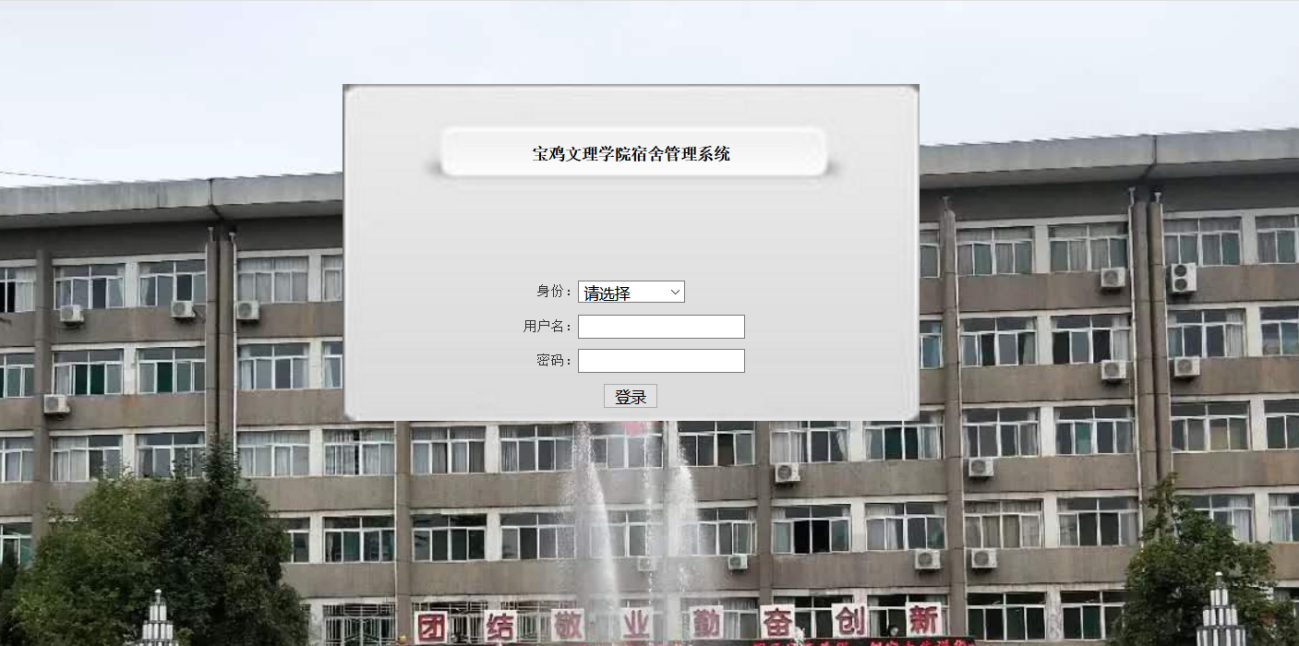 宝鸡文理学院宿舍管理系统
身份：请选择
用户名：
密码：
登录
团结敬业勤奋创新